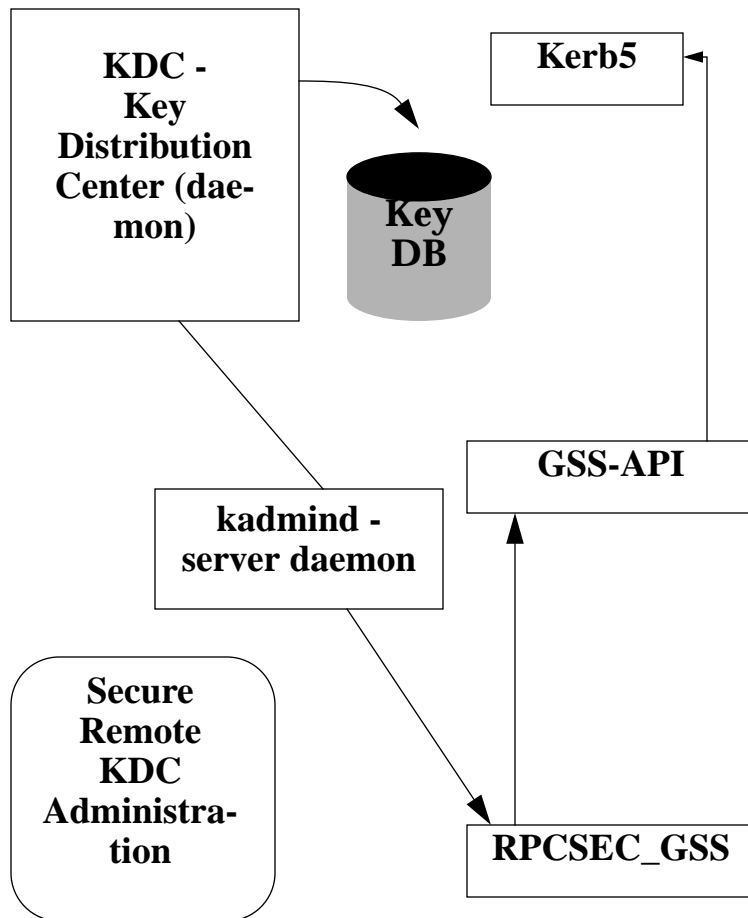 KDC -
Key
Distribution
Center (dae-
mon)
Kerb5
Key
DB
GSS-API
kadmind -
server daemon
Secure
Remote
KDC
Administra-
tion
RPCSEC_GSS